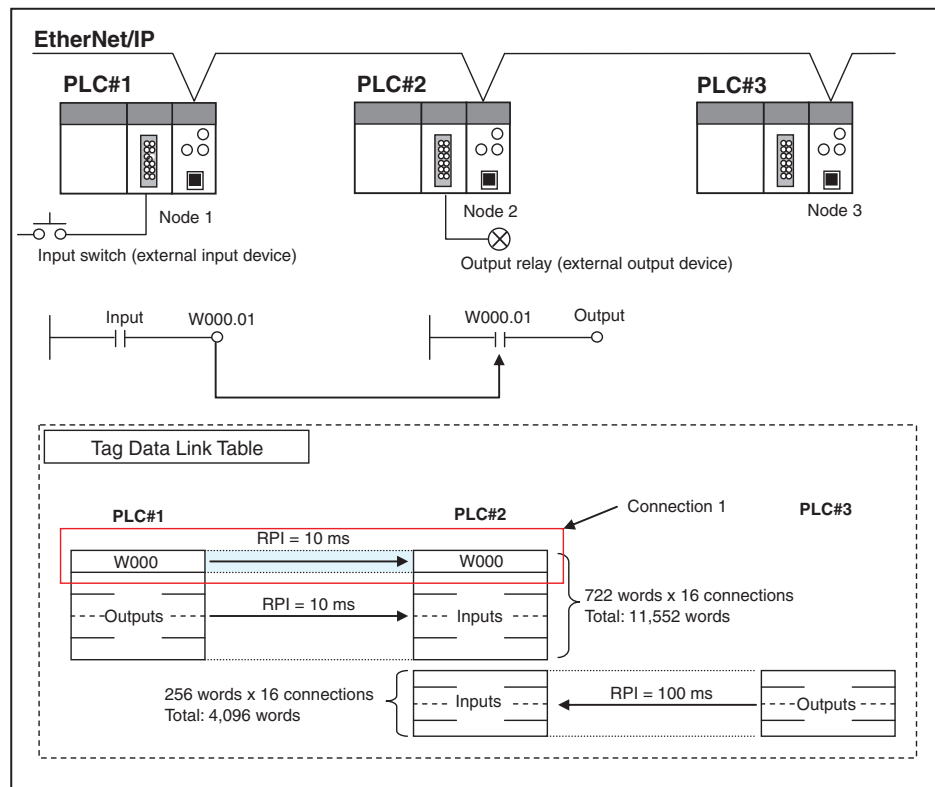 EtherNet/IP
PLC#1
PLC#2
PLC#3
Node 1
Node 2
Node 3
Input switch (external input device)
Output relay (external output device)
Input
W000.01
W000.01
Output
Tag Data Link Table
Connection 1
PLC#1
PLC#2
PLC#3
RPI = 10 ms
W000
W000
RPI = 10 ms
Outputs
Inputs
722 words x 16 connections
Total: 11,552 words
256 words x 16 connections
Total: 4,096 words
Inputs
RPI = 100 ms
Outputs